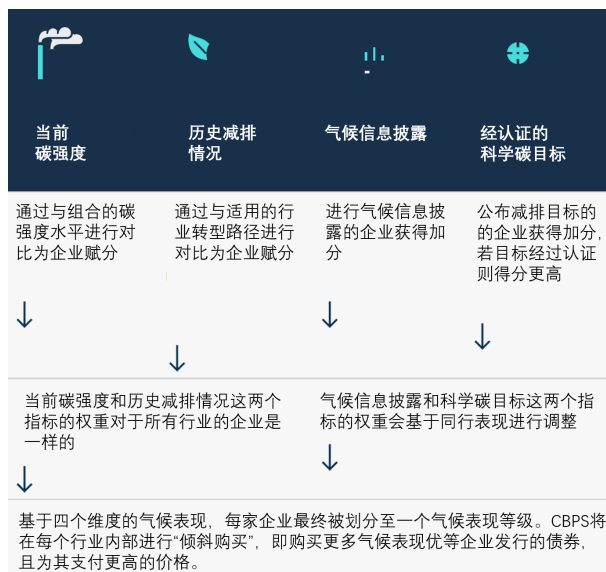 当前
碳强度
历史减排
情况
气候信息披露
经认证的
科学碳目标
通过与组合的碳
强度水平进行对
比为企业赋分
通过与适用的行
业转型路径进行
对比为企业赋分
进行气候信息披
露的企业获得加
分
公布减排目标的
的企业获得加分，
若目标经过认证
则得分更高
当前碳强度和历史减排情况这两个
指标的权重对于所有行业的企业是
一样的
气候信息披露和科学碳目标这两个指
标的权重会基于同行表现进行调整
基于四个维度的气候表现，每家企业最终被划分至一个气候表现等级。CBPS将
在每个行业内部进行“倾斜购买”，即购买更多气候表现优等企业发行的债券，
且为其支付更高的价格。